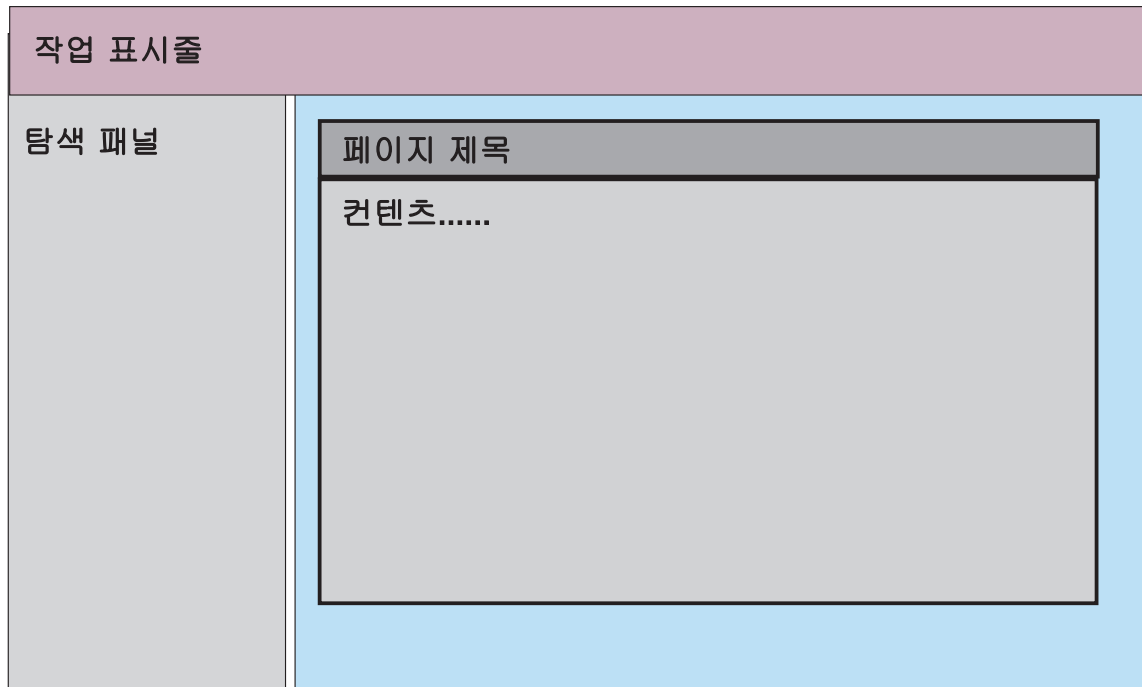 작업 표시줄
탐색 패널
페이지 제목
컨텐츠......